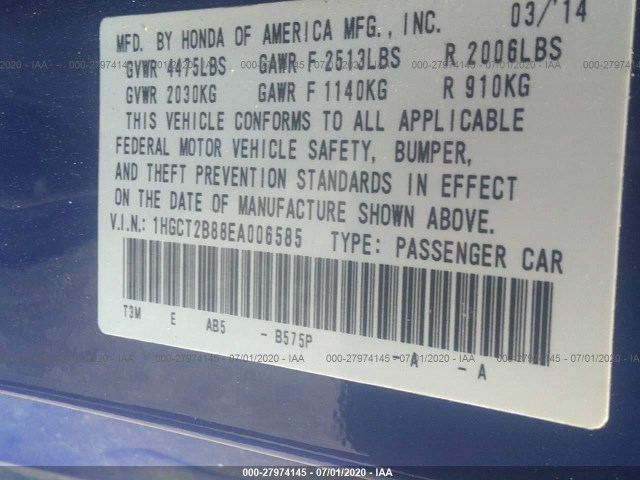 03/'14
MFD. BY HONDA OF AMERICA MFG., INC.
GVWR 4475LBS GAWR F 2513LBS R 2006LBS
GVWR 2030KG GAWR F 1140KG R 910KG
THIS VEHICLE CONFORMS TO ALL APPLICABLE
FEDERAL MOTOR VEHICLE SAFETY, BUMPER,
AND THEFT PREVENTION STANDARDS IN EFFECT
ON THE DATE OF MANUFACTURE SHOWN ABOVE.
V.I.N.: 1HGCT2B88EA006585 TYPE: PASSENGER CAR
T3M E AB5 - B575P - A - A
000-27974145 - 07/01/2020 - IAA